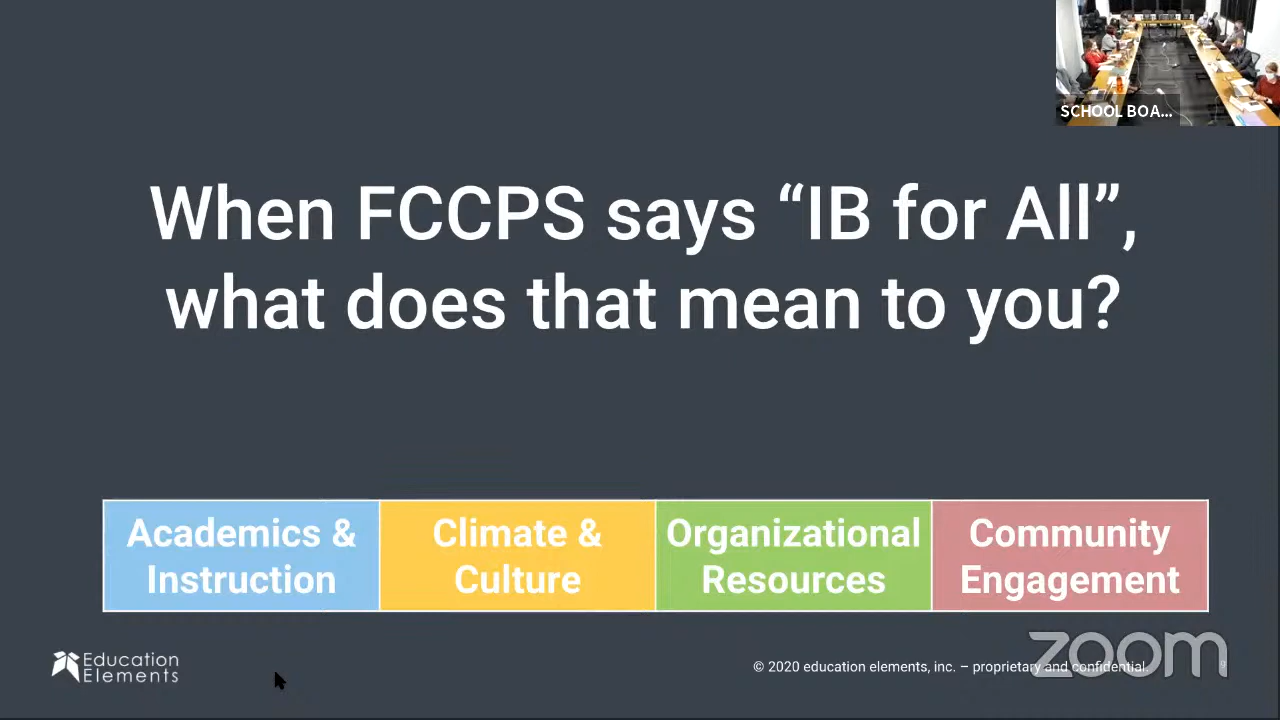 SCHOOL BOA...
When FCCPS says “IB for All”,
what does that mean to you?
Academics &
Instruction
Climate &
Culture
Organizational
Resources
Community
Engagement
Education
Elements
© 2020 education elements, inc. – proprietary and confidential.
zoom
9